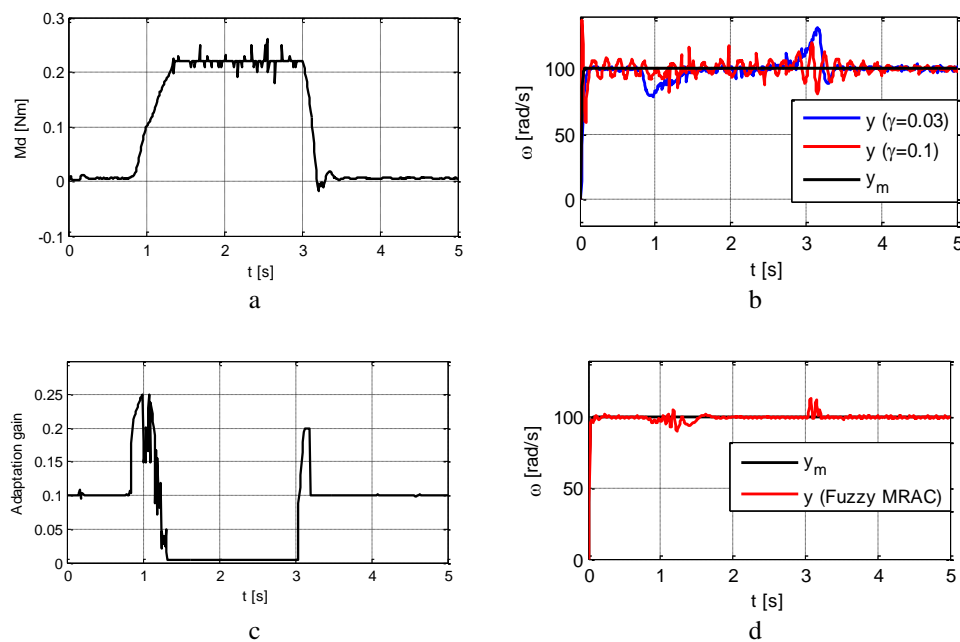 0.3
0.2
0.1
0
-0.1
Md [Nm]
0 1 2 3 4 5
t [s]
a
100
50
0
ω [rad/s]
y (γ=0.03)
y (γ=0.1)
y_m
0 1 2 3 4 5
t [s]
b
0.25
0.2
0.15
0.1
0.05
0
Adaptation gain
0 1 2 3 4 5
t [s]
c
100
50
0
ω [rad/s]
y_m
y (Fuzzy MRAC)
0 1 2 3 4 5
t [s]
d